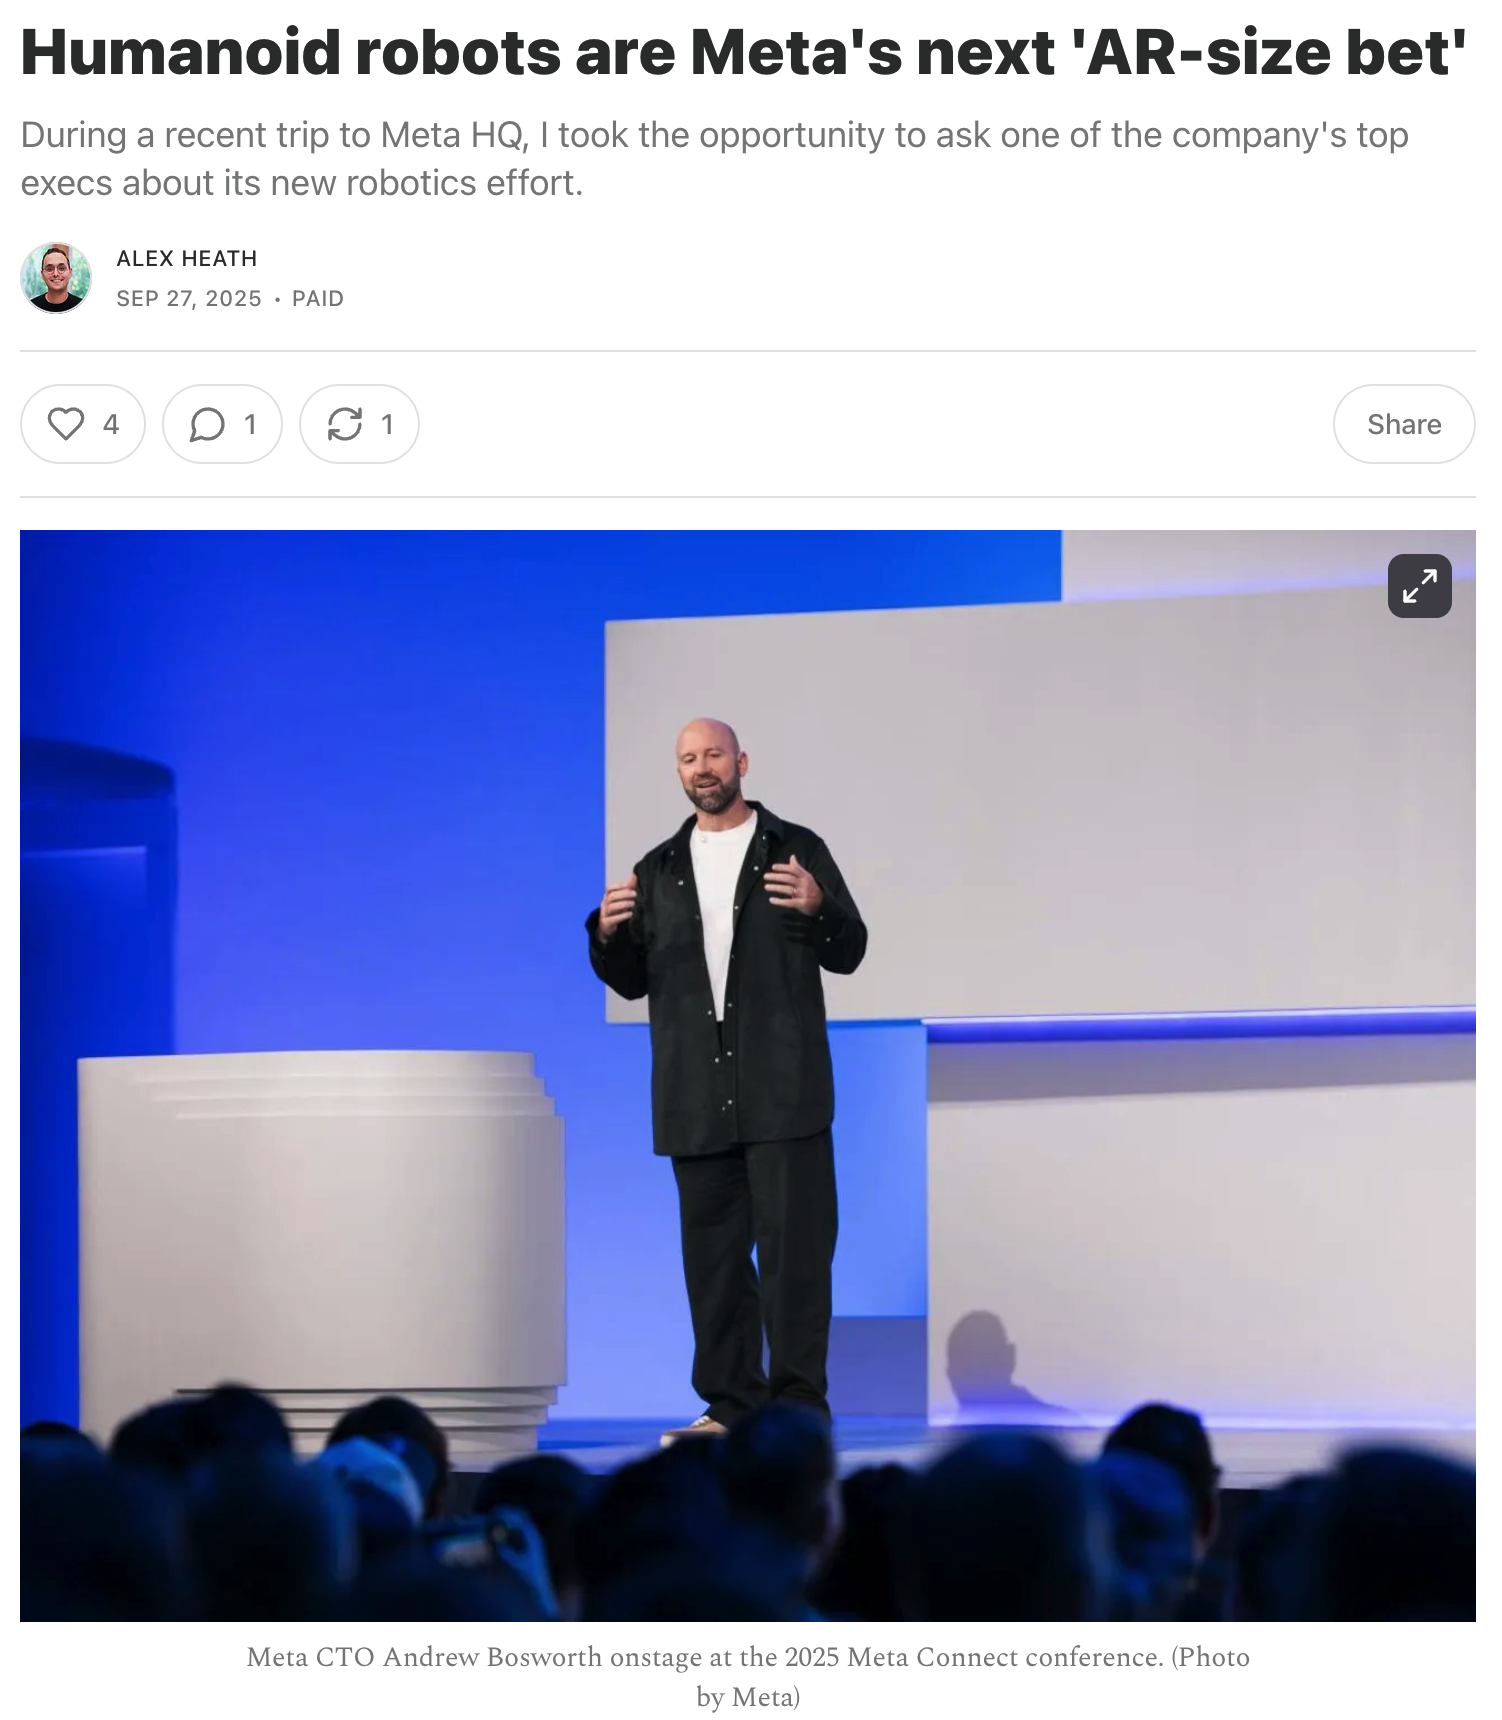 Humanoid robots are Meta's next 'AR-size bet'
During a recent trip to Meta HQ, I took the opportunity to ask one of the company's top
execs about its new robotics effort.
ALEX HEATH
SEP 27, 2025 • PAID
4 1 1 Share
Meta CTO Andrew Bosworth onstage at the 2025 Meta Connect conference. (Photo
by Meta)